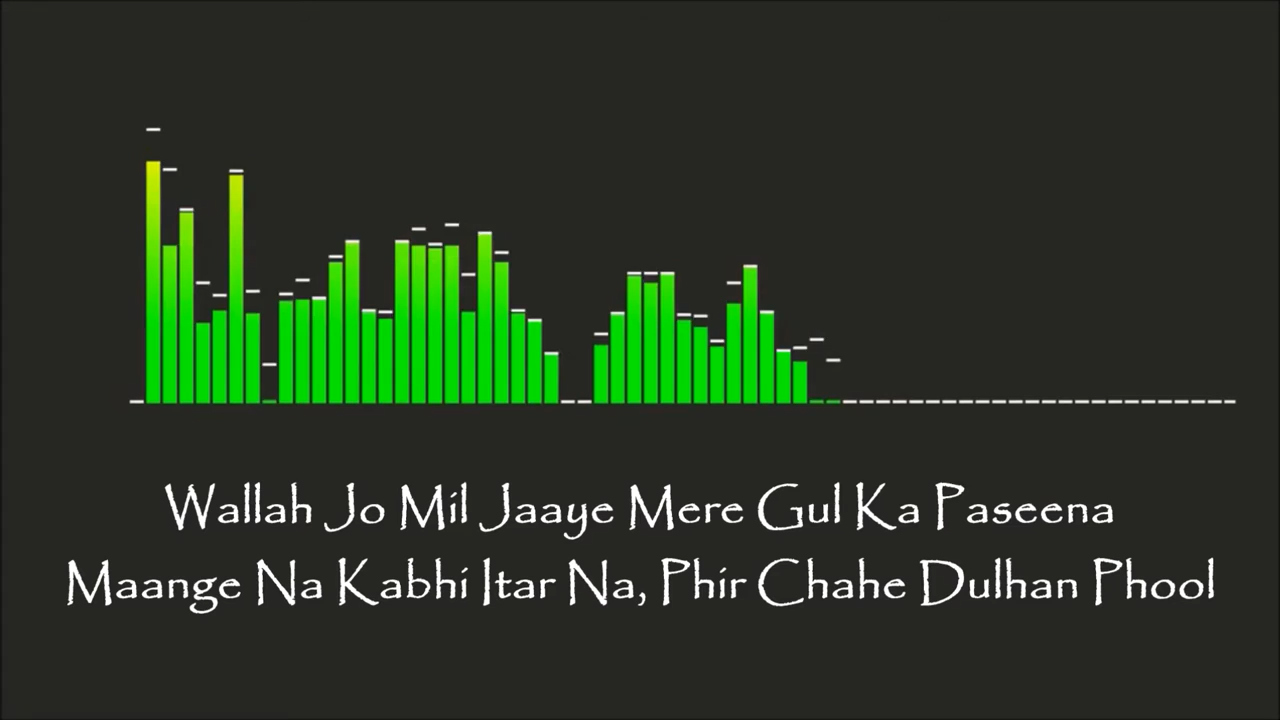 Wallah Jo Mil Jaaye Mere Gul Ka Paseena
Maange Na Kabhi Itar Na, Phir Chahe Dulhan Phool